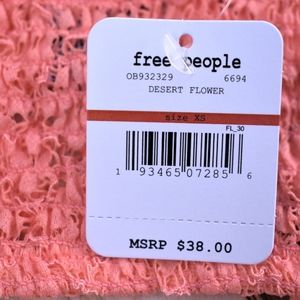 free people
OB932329 6694
DESERT FLOWER
size XS
FL_30
1 93465 07285 6
MSRP $38.00